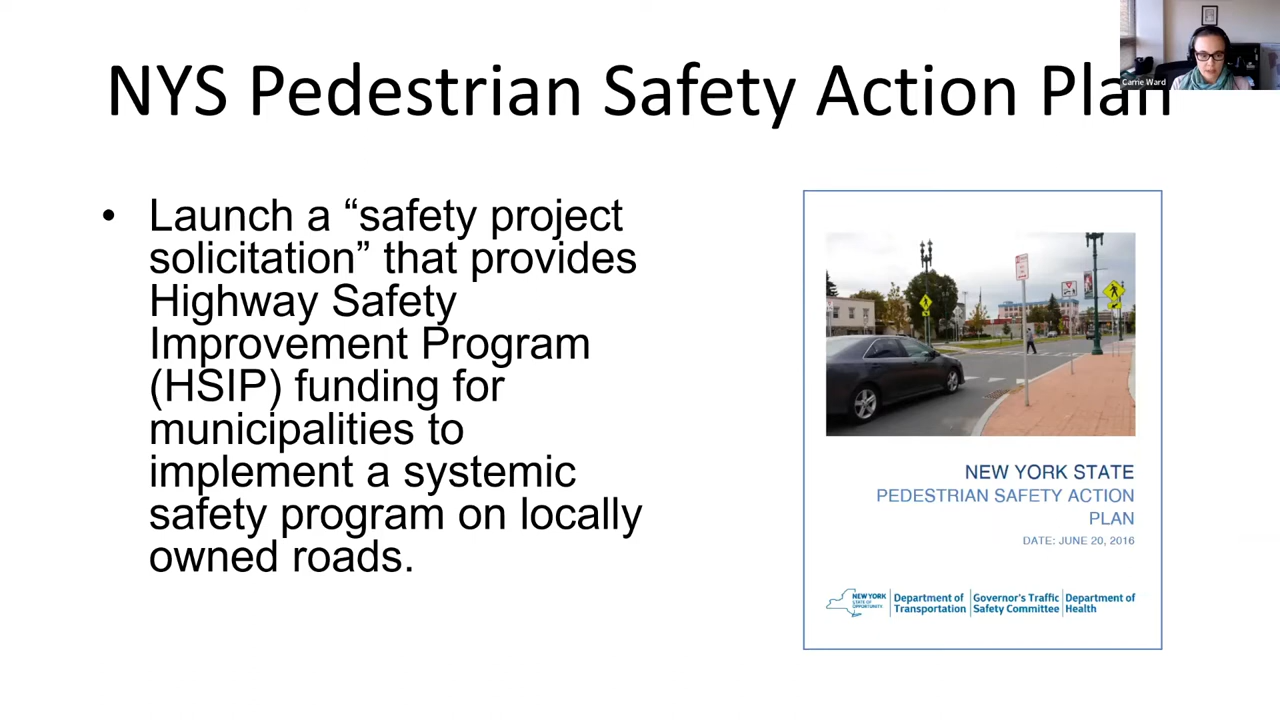 NYS Pedestrian Safety Action Plan
Carrie Ward
• Launch a “safety project
solicitation” that provides
Highway Safety
Improvement Program
(HSIP) funding for
municipalities to
implement a systemic
safety program on locally
owned roads.
NEW YORK STATE
PEDESTRIAN SAFETY ACTION
PLAN
DATE: JUNE 20, 2016
NEW YORK
STATE OF
OPPORTUNITY
Department of
Transportation
Governor’s Traffic
Safety Committee
Department of
Health